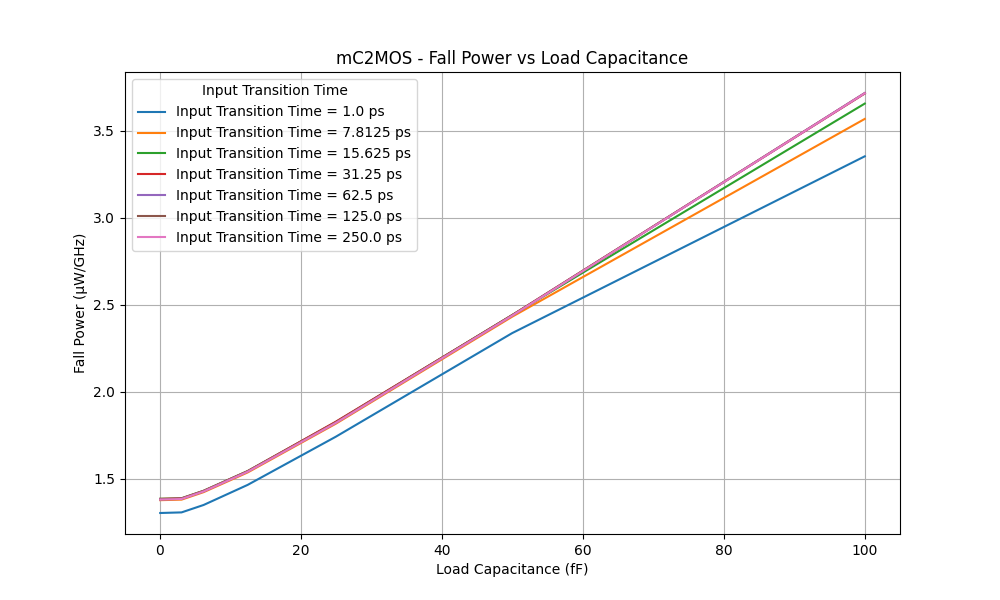 mC2MOS - Fall Power vs Load Capacitance
Input Transition Time
Input Transition Time = 1.0 ps
Input Transition Time = 7.8125 ps
Input Transition Time = 15.625 ps
Input Transition Time = 31.25 ps
Input Transition Time = 62.5 ps
Input Transition Time = 125.0 ps
Input Transition Time = 250.0 ps
Fall Power (μW/GHz)
3.5
3.0
2.5
2.0
1.5
0 20 40 60 80 100
Load Capacitance (fF)